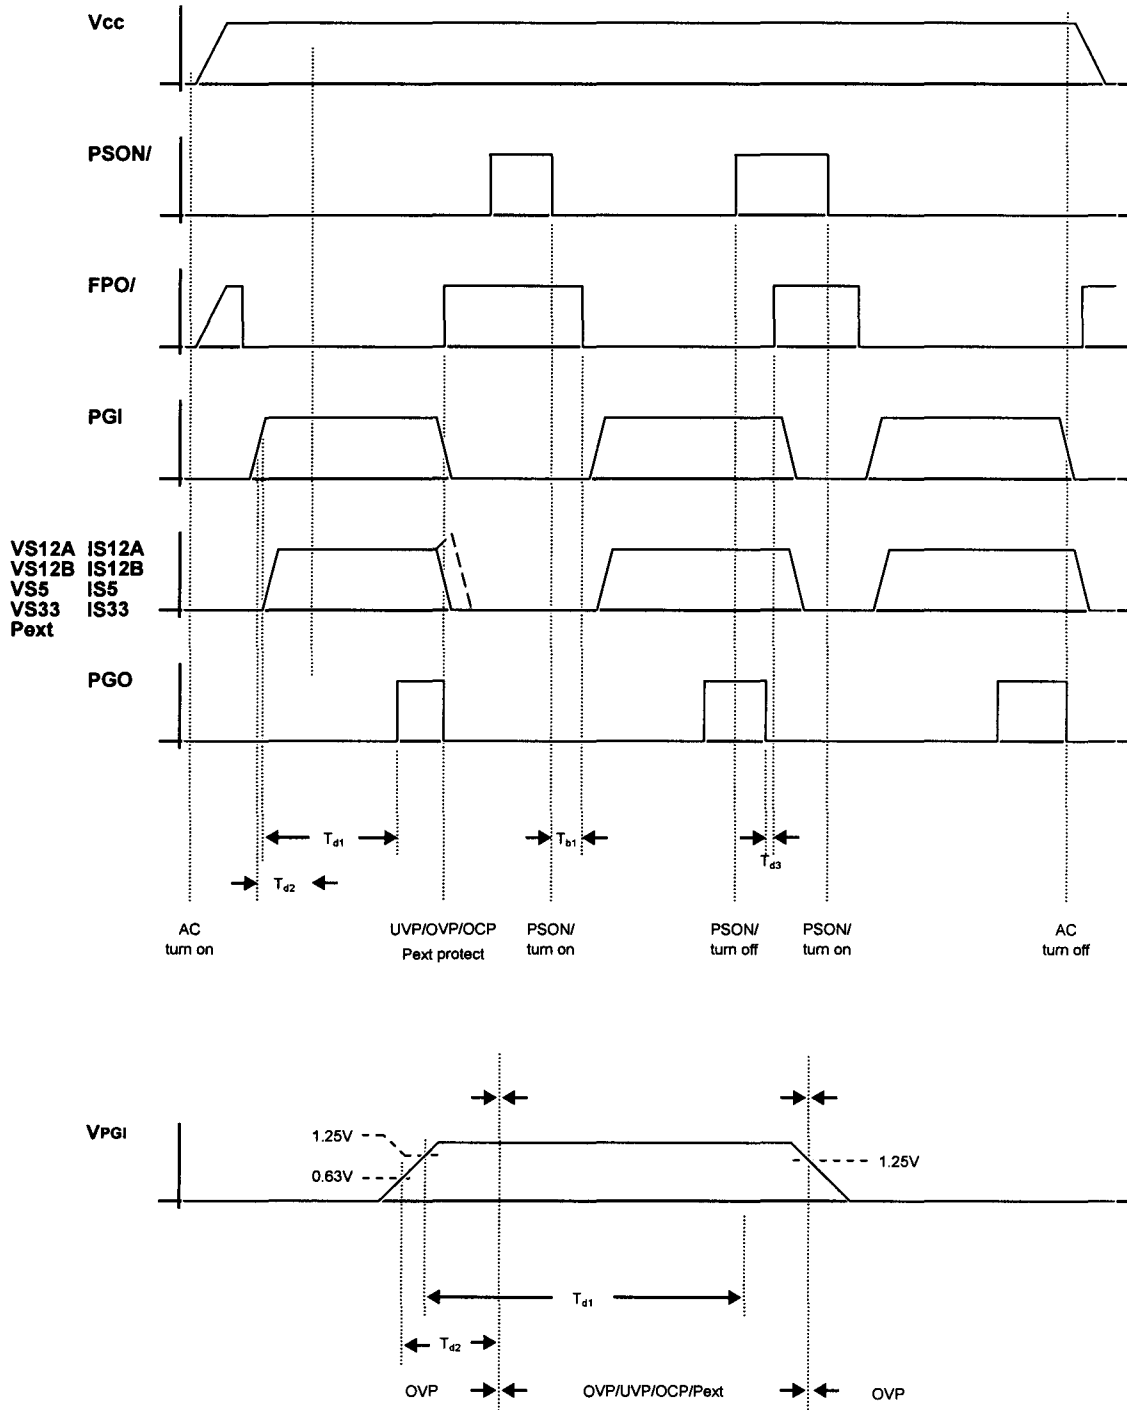 Vcc
PSON/
FPO/
PGI
VS12A IS12A
VS12B IS12B
VS5 IS5
VS33 IS33
Pext
PGO
Td1
Tb1
Td3
Td2
AC
turn on
UVP/OVP/OCP
Pext protect
PSON/
turn on
PSON/
turn off
PSON/
turn on
AC
turn off
VPGI
1.25V
0.63V
1.25V
Td1
Td2
OVP
OVP/UVP/OCP/Pext
OVP